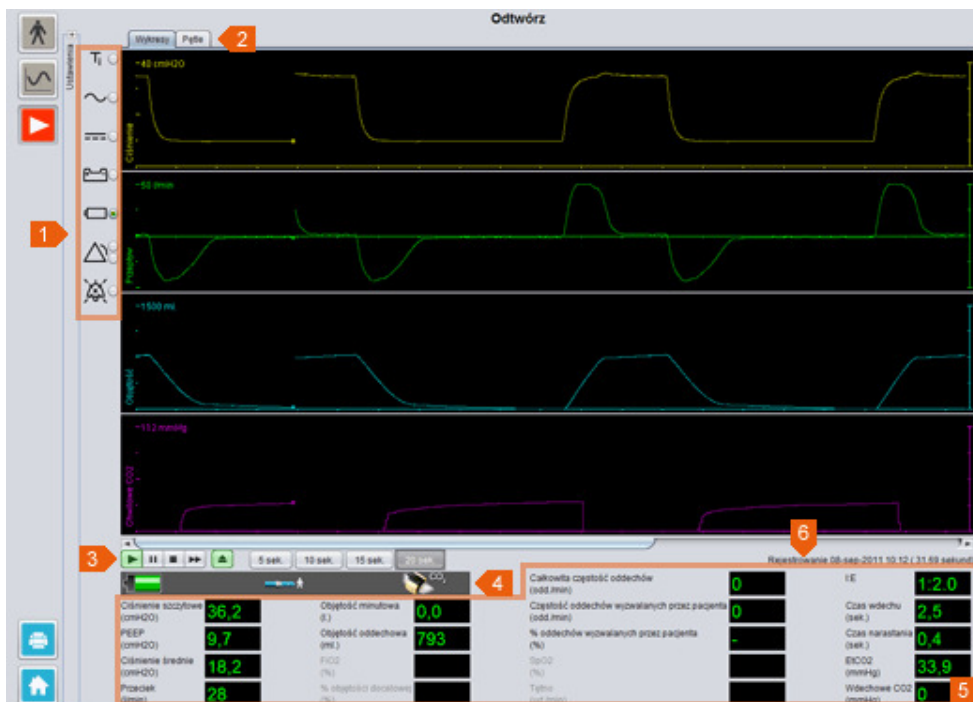 Odtwórz
Ustawienia
Wykresy Pętle 2
Ti
~40 cmH2O
Ciśnienie
1
~50 l/min
Przepływ
~1500 ml
Objętość
Chwilowe CO2
6
3 5 sek. 10 sek. 15 sek. 20 sek. Rejestrowanie 08-sep-2011 10:12 ( 31.69 sekund
CO2 4
Całkowita częstość oddechów
(odd./min) 0
I:E 1:2.0
Ciśnienie szczytowe
(cmH2O) 36,2
Objętość minutowa
(l.) 0,0
Częstość oddechów wyzwalanych przez pacjenta
(odd./min) 0
Czas wdechu
(sek.) 2,5
PEEP
(cmH2O) 9,7
Objętość oddechowa
(ml.) 793
% oddechów wyzwalanych przez pacjenta
(%) -
Czas narastania
(sek.) 0,4
Ciśnienie średnie
(cmH2O) 18,2
FiO2
(%)
SpO2
(%)
EtCO2
(mmHg) 33,9
Przeciek
(l/min) 28
% objętości docelowej
(%)
Tętno
Wdechowe CO2
(mmHg) 0
5